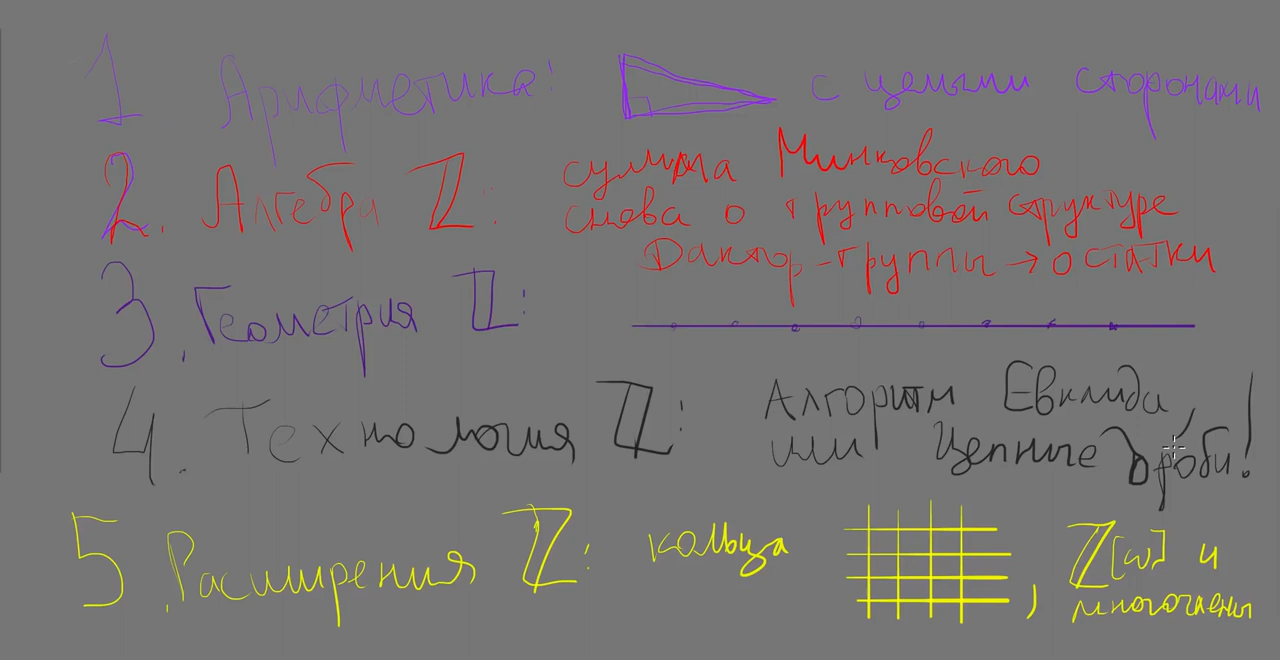 1 Арифметика: с целыми сторонами
2. Алгебра ℤ: сумма Минковского
слова о групповой структуре
Фактор-группы → остатки
3. Геометрия ℤ:
4. Технология ℤ: Алгоритм Евклида,
или Цепные Дроби!
5. Расширения ℤ: кольца , ℤ[ω] и
многочлены